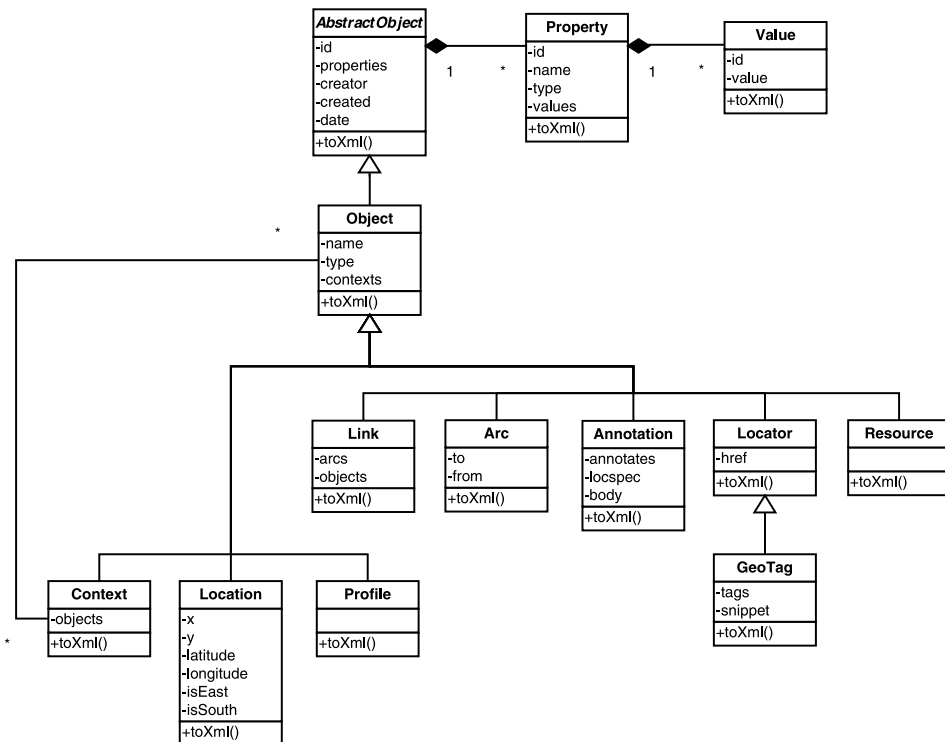 AbstractObject
-id
-properties
-creator
-created
-date
+toXml()
1
*
Property
-id
-name
-type
-values
+toXml()
1
*
Value
-id
-value
+toXml()
*
Object
-name
-type
-contexts
+toXml()
Link
-arcs
-objects
+toXml()
Arc
-to
-from
+toXml()
Annotation
-annotates
-locspec
-body
+toXml()
Locator
-href
+toXml()
Resource
+toXml()
GeoTag
-tags
-snippet
+toXml()
Context
-objects
+toXml()
*
Location
-x
-y
-latitude
-longitude
-isEast
-isSouth
+toXml()
Profile
+toXml()